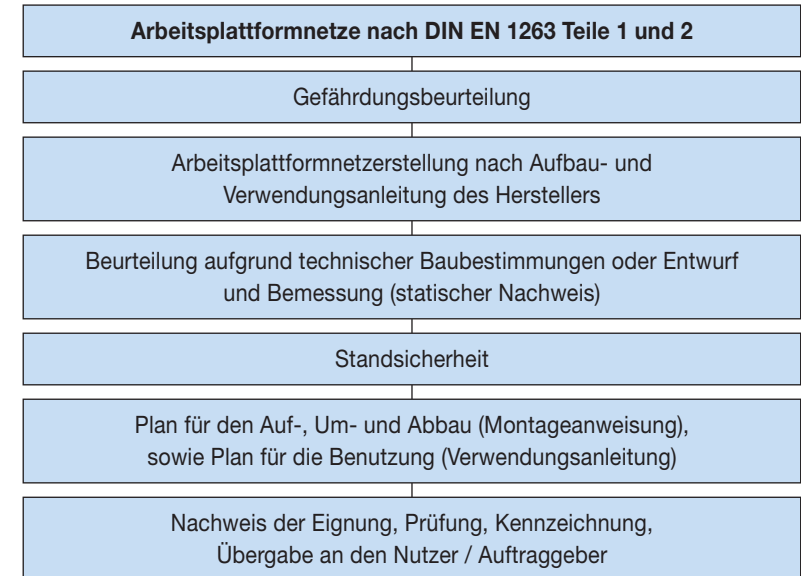 Arbeitsplattformnetze nach DIN EN 1263 Teile 1 und 2
Gefährdungsbeurteilung
Arbeitsplattformnetzerstellung nach Aufbau- und
Verwendungsanleitung des Herstellers
Beurteilung aufgrund technischer Baubestimmungen oder Entwurf
und Bemessung (statischer Nachweis)
Standsicherheit
Plan für den Auf-, Um- und Abbau (Montageanweisung),
sowie Plan für die Benutzung (Verwendungsanleitung)
Nachweis der Eignung, Prüfung, Kennzeichnung,
Übergabe an den Nutzer / Auftraggeber